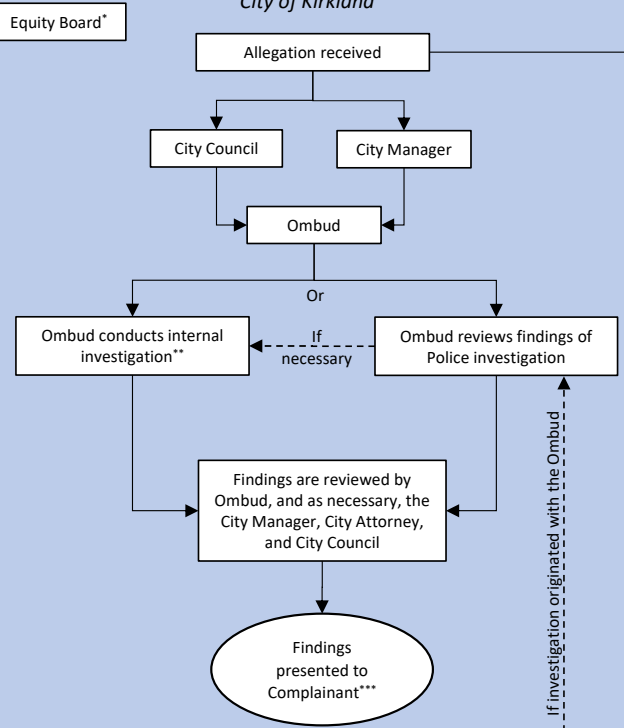 City of Kirkland
Equity Board*
Allegation received
City Council
City Manager
Ombud
Or
Ombud conducts internal
investigation**
If
necessary
Ombud reviews findings of
Police investigation
If investigation originated with the Ombud
Findings are reviewed by
Ombud, and as necessary, the
City Manager, City Attorney,
and City Council
Findings
presented to
Complainant***